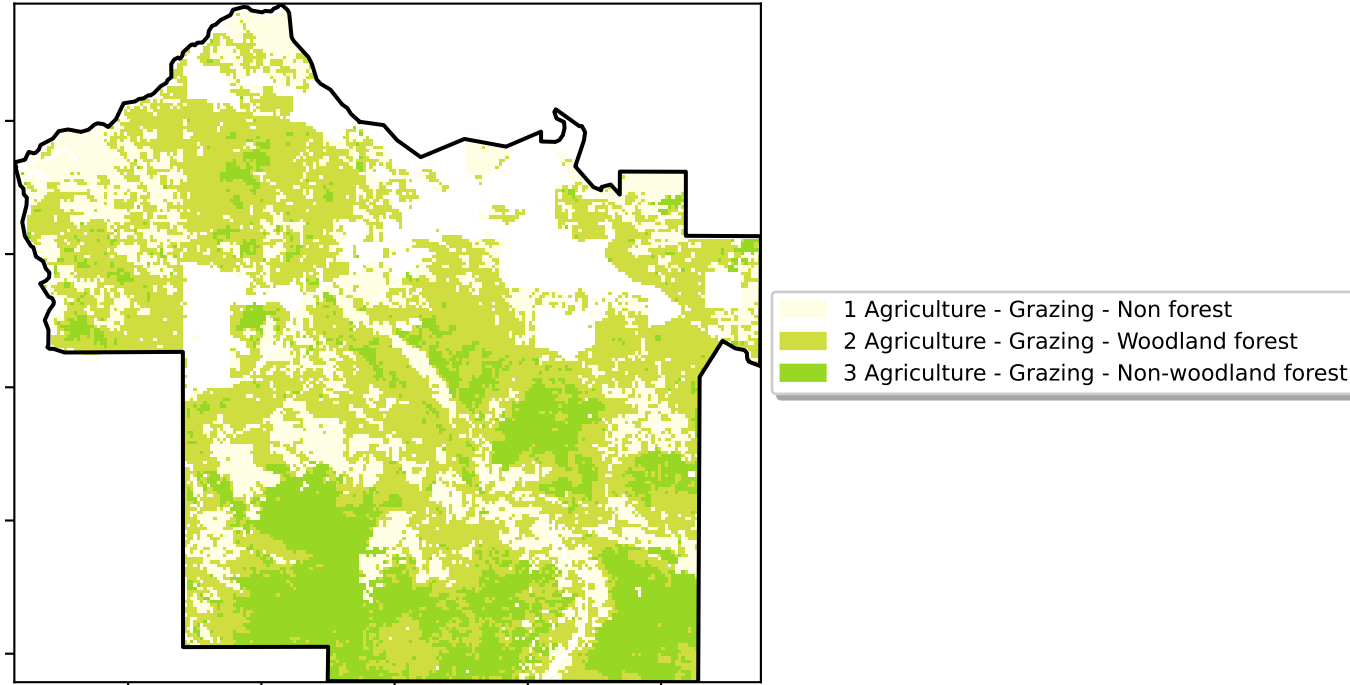 1 Agriculture - Grazing - Non forest
2 Agriculture - Grazing - Woodland forest
3 Agriculture - Grazing - Non-woodland forest